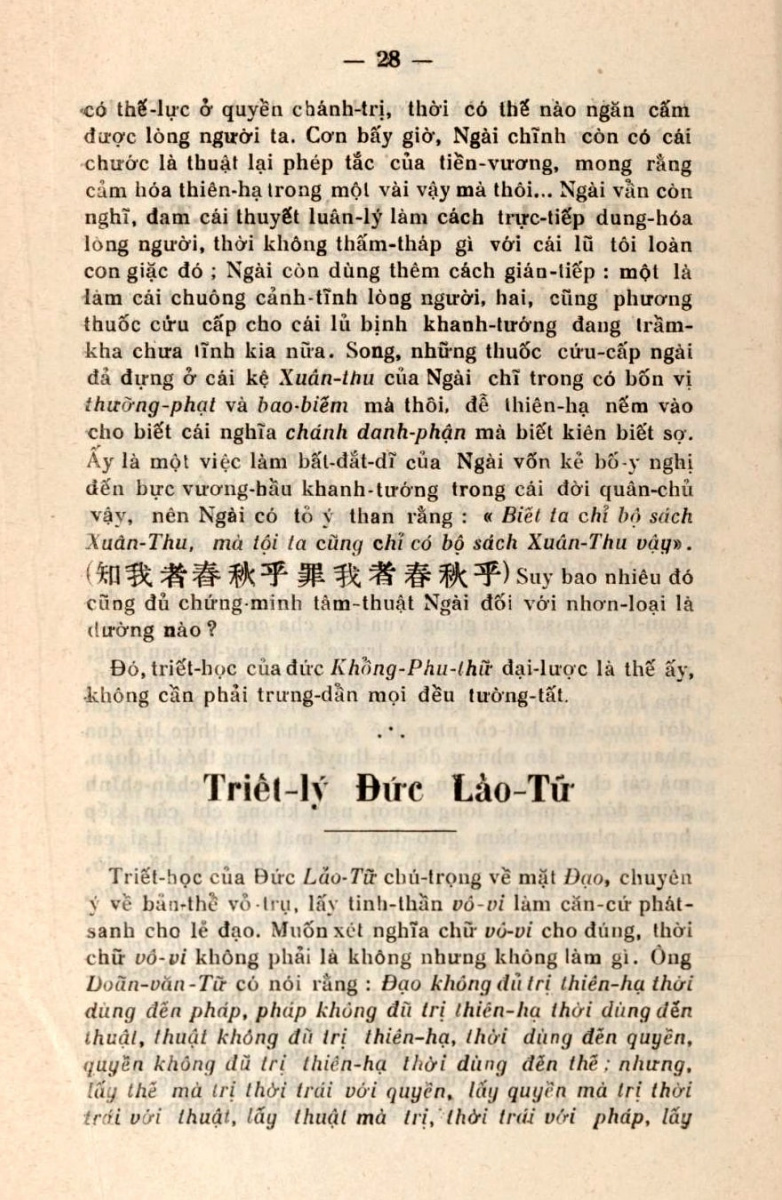 — 28 —
có thế-lực ở quyền chánh-trị, thời có thế nào ngăn cấm
được lòng người ta. Cơn bấy giờ, Ngài chĩnh còn có cái
chước là thuật lại phép tắc của tiền-vương, mong rằng
cảm hóa thiên-hạ trong một vài vậy mà thôi... Ngài vẫn còn
nghĩ, đam cái thuyết luân-lý làm cách trực-tiếp dung-hóa
lòng người, thời không thấm-tháp gì với cái lũ tôi loàn
con giặc đó ; Ngài còn dùng thêm cách gián-tiếp : một là
làm cái chuông cảnh-tĩnh lòng người, hai, cũng phương
thuốc cứu cấp cho cái lủ bịnh khanh-tướng đang trầm-
kha chưa tĩnh kia nữa. Song, những thuốc cứu-cấp ngài
đả đựng ở cái kệ Xuân-thu của Ngài chĩ trong có bốn vị
thưỡng-phạt và bao-biếm mà thôi, để thiên-hạ nếm vào
cho biết cái nghĩa chánh danh-phận mà biết kiên biết sợ.
Ấy là một việc làm bất-đắt-dĩ của Ngài vốn kẻ bố-y nghị
đến bực vương-hầu khanh-tướng trong cái đời quân-chủ
vậy, nên Ngài có tỏ ý than rằng : « Biết ta chỉ bộ sách
Xuân-Thu, mà tội ta cũng chỉ có bộ sách Xuân-Thu vậy».
(知我者春秋乎罪我者春秋乎) Suy bao nhiêu đó
cũng đủ chứng-minh tâm-thuật Ngài đối với nhơn-loại là
dường nào ?
Đó, triết-học của đức Khổng-Phu-thữ đại-lược là thế ấy,
không cần phải trưng-dẫn mọi đều tường-tất.
Triết-lý Đức Lảo-Tữ
Triết-học của Đức Lảo-Tữ chú-trọng về mặt Đạo, chuyên
ý về bản-thể vỏ-trụ, lấy tinh-thần vô-vi làm căn-cứ phát-
sanh cho lẻ đạo. Muốn xét nghĩa chữ vô-vi cho đúng, thời
chữ vô-vi không phải là không nhưng không làm gì. Ông
Doãn-văn-Tữ có nói rằng : Đạo không đủ trị thiên-hạ thời
dùng đến pháp, pháp không đũ trị thiên-hạ thời dùng đến
thuật, thuật không đũ trị thiên-hạ, thời dùng đến quyền,
quyền không đũ trị thiên-hạ thời dùng đến thế ; nhưng,
lấy thế mà trị thời trái với quyền, lấy quyền mà trị thời
trái với thuật, lấy thuật mà trị, thời trái với pháp, lấy